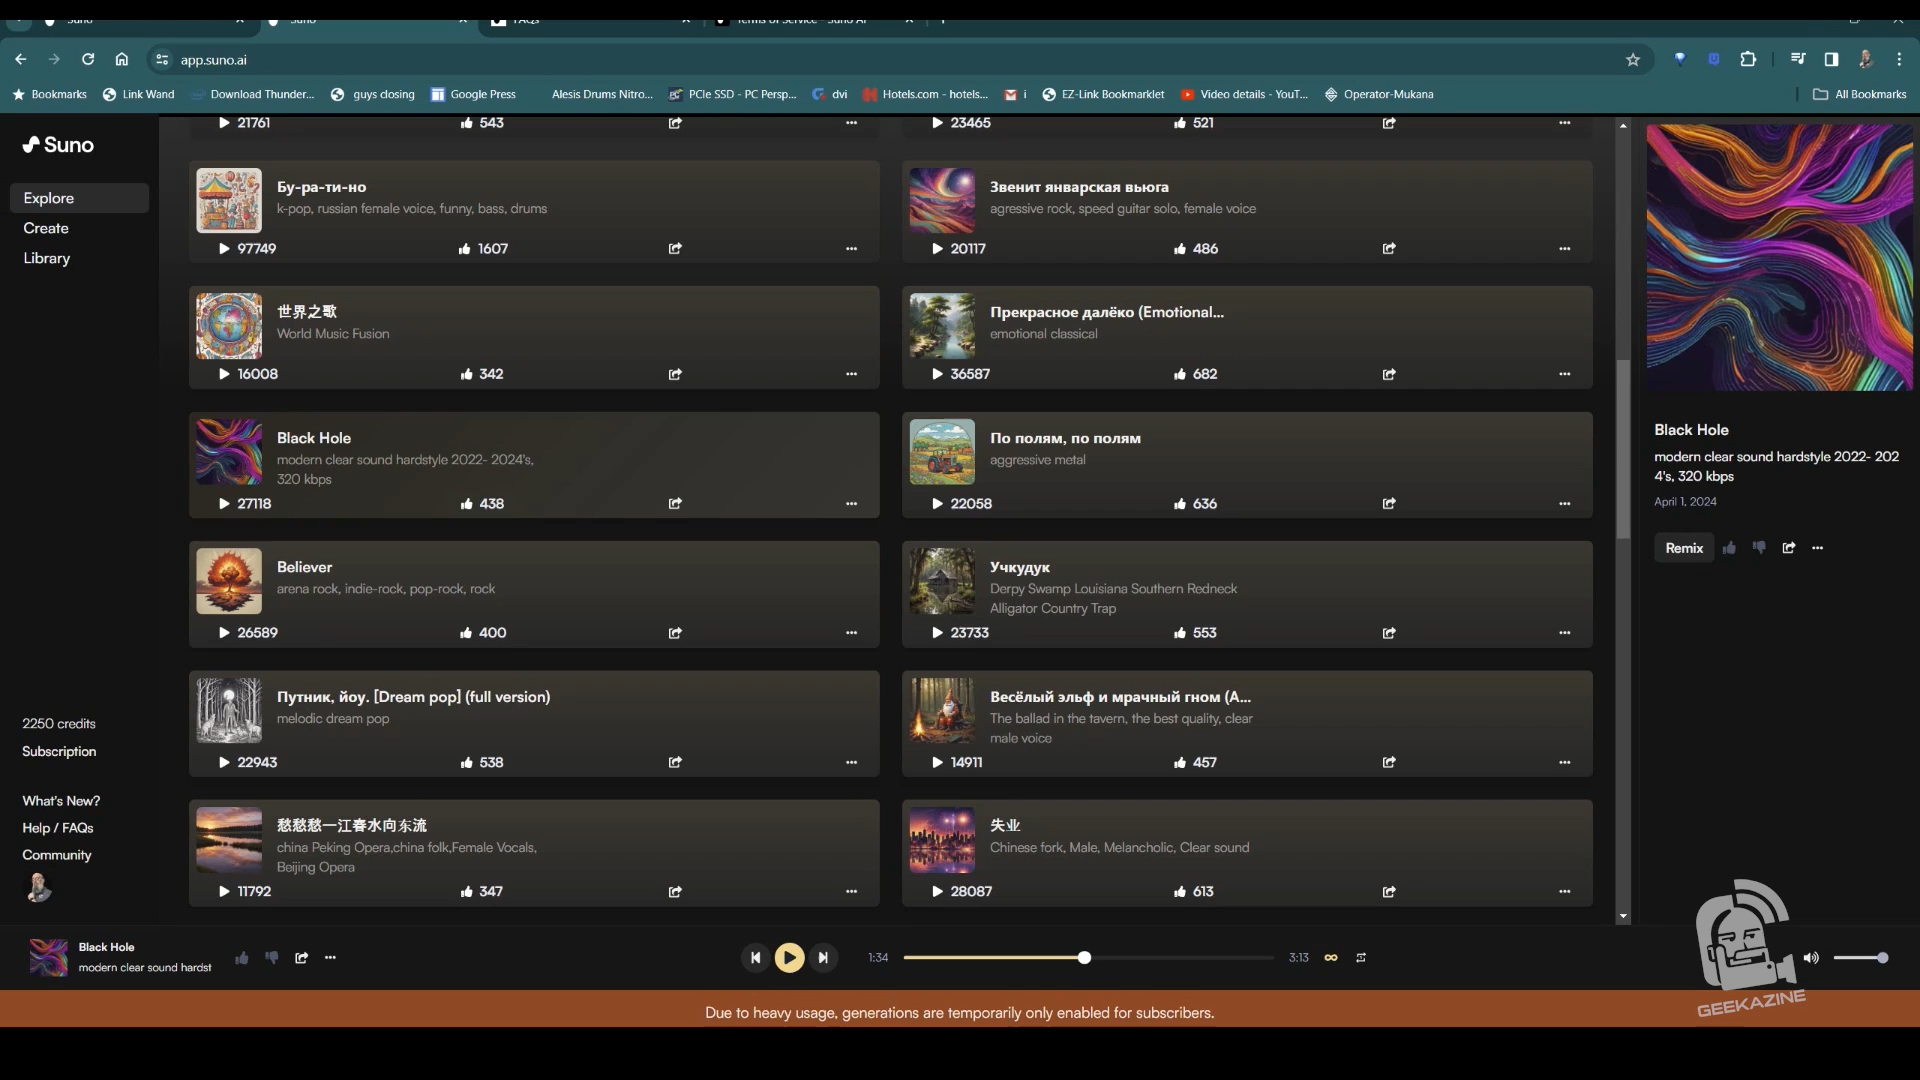 Suno
Suno
FAQs
Terms of Service - Suno AI
app.suno.ai
Bookmarks
Link Wand
Download Thunder...
guys closing
Google Press
Alesis Drums Nitro...
PCIe SSD - PC Persp...
dvi
Hotels.com - hotels...
i
EZ-Link Bookmarklet
Video details - YouT...
Operator-Mukana
All Bookmarks
Suno
Explore
Create
Library
2250 credits
Subscription
What's New?
Help / FAQs
Community
21761 543
23465 521
Бу-ра-ти-но
k-pop, russian female voice, funny, bass, drums
97749 1607
Звенит январская вьюга
agressive rock, speed guitar solo, female voice
20117 486
世界之歌
World Music Fusion
16008 342
Прекрасное далёко (Emotional...
emotional classical
36587 682
Black Hole
modern clear sound hardstyle 2022- 2024's,
320 kbps
27118 438
По полям, по полям
aggressive metal
22058 636
Believer
arena rock, indie-rock, pop-rock, rock
26589 400
Учкудук
Derpy Swamp Louisiana Southern Redneck
Alligator Country Trap
23733 553
Путник, йоу. [Dream pop] (full version)
melodic dream pop
22943 538
Весёлый эльф и мрачный гном (А...
The ballad in the tavern, the best quality, clear
male voice
14911 457
愁愁愁一江春水向东流
china Peking Opera,china folk,Female Vocals,
Beijing Opera
11792 347
失业
Chinese fork, Male, Melancholic, Clear sound
28087 613
Black Hole
modern clear sound hardstyle 2022- 202
4's, 320 kbps
April 1, 2024
Remix
Black Hole
modern clear sound hardst
1:34
3:13
GEEKAZINE
Due to heavy usage, generations are temporarily only enabled for subscribers.